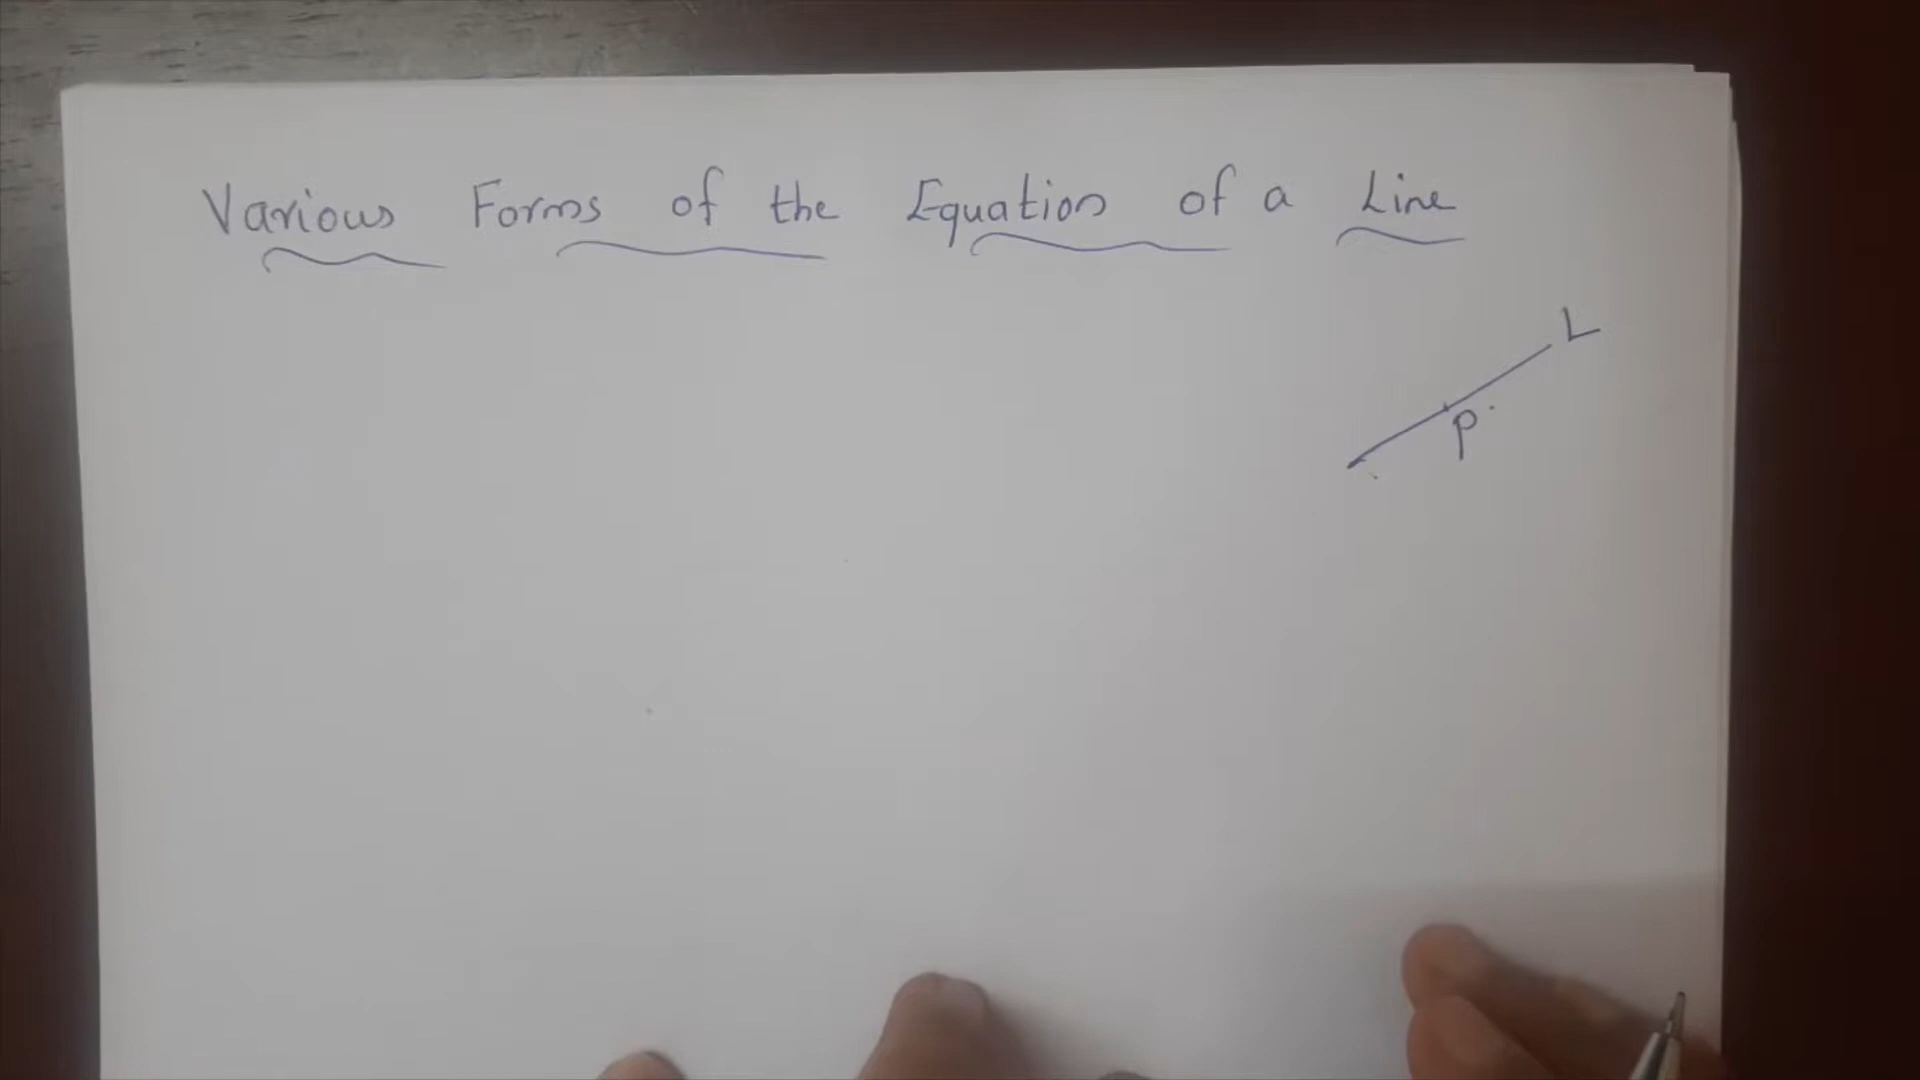 Various Forms of the Equation of a Line
L
P